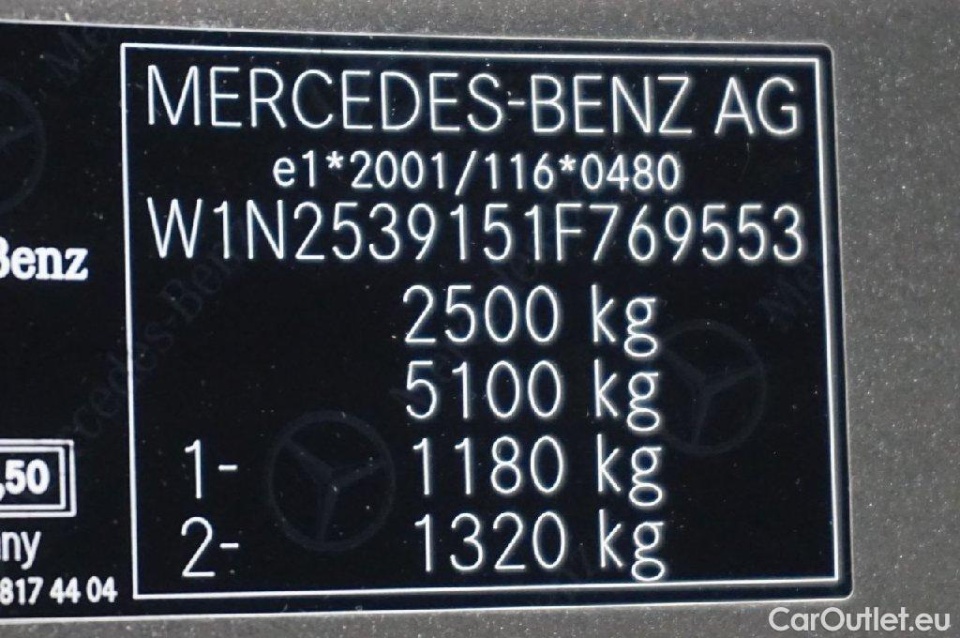 MERCEDES-BENZ AG
e1*2001/116*0480
W1N2539151F769553
2500 kg
5100 kg
1- 1180 kg
2- 1320 kg
Benz
,50
817 44 04
CarOutlet.eu